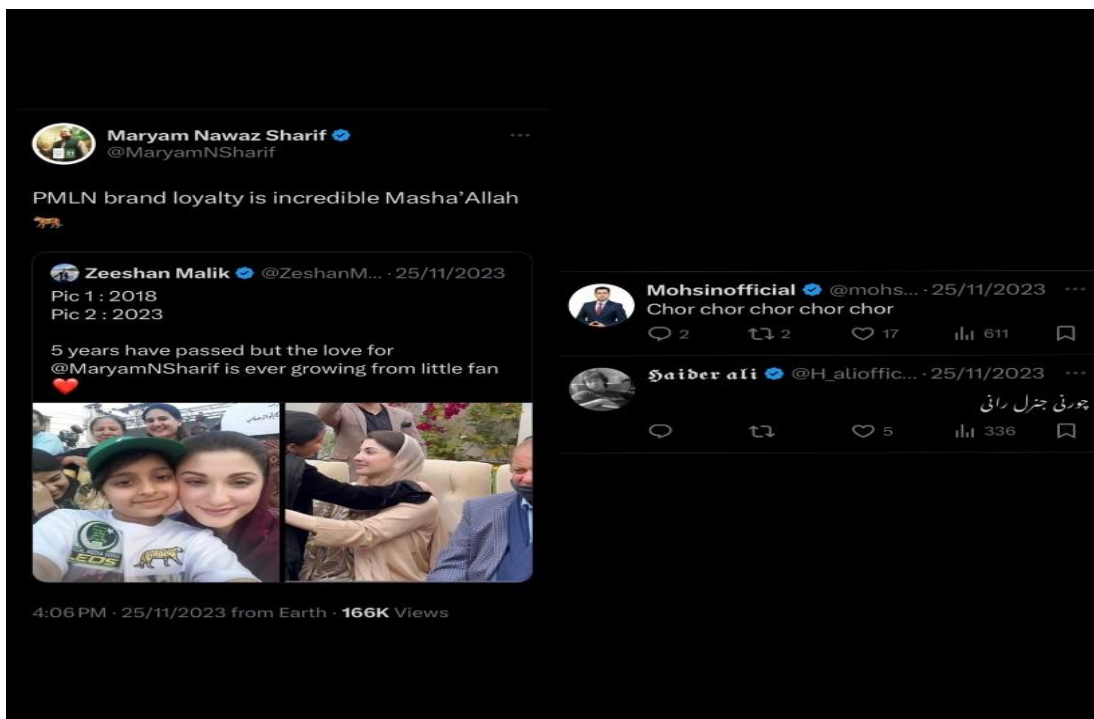 Maryam Nawaz Sharif
@MaryamNSharif
PMLN brand loyalty is incredible Masha'Allah
🐅
Zeeshan Malik @ZeshanM... · 25/11/2023
Pic 1 : 2018
Pic 2 : 2023
5 years have passed but the love for
@MaryamNSharif is ever growing from little fan
❤️
EOS
4:06 PM · 25/11/2023 from Earth · 166K Views
Mohsinofficial @mohs... · 25/11/2023
Chor chor chor chor chor
2 2 17 611
𝕳𝖆𝖎𝖉𝖊𝖗 𝖆𝖑𝖎 @H_alioffic... · 25/11/2023
چورنی جنرل رانی
5 336